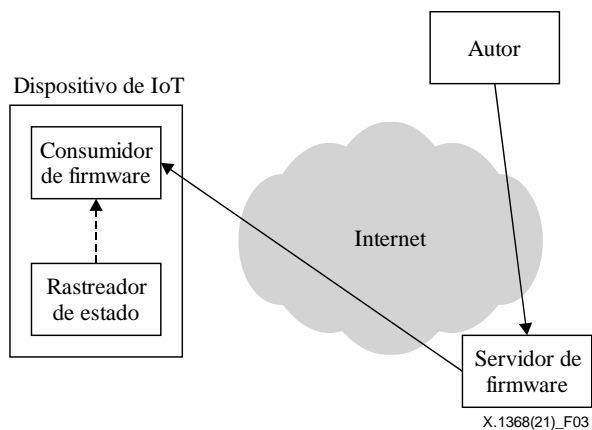 Autor
Dispositivo de IoT
Consumidor
de firmware
Internet
Rastreador
de estado
Servidor de
firmware
X.1368(21)_F03